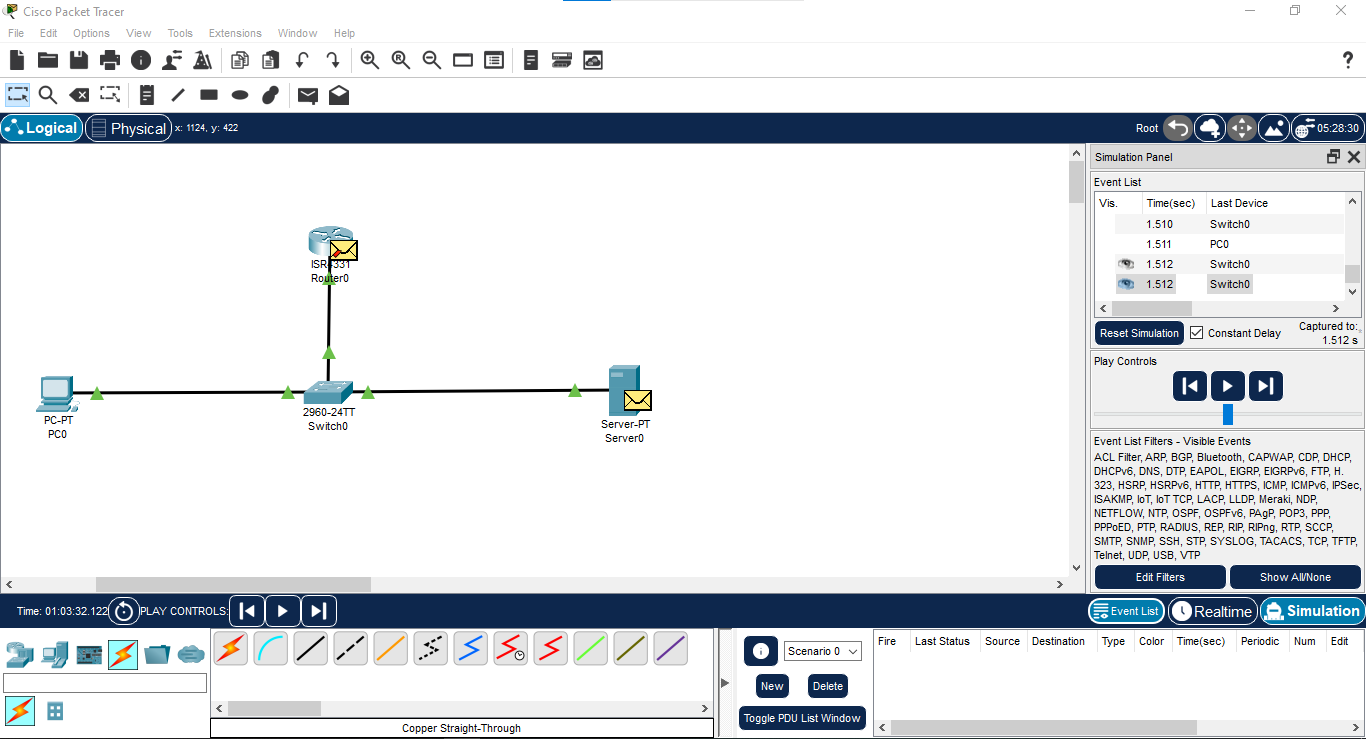 Cisco Packet Tracer
File Edit Options View Tools Extensions Window Help
Logical Physical x: 1124, y: 422 Root 05:28:30
ISR4331
Router0
PC-PT
PC0
2960-24TT
Switch0
Server-PT
Server0
Simulation Panel
Event List
Vis. Time(sec) Last Device
1.510 Switch0
1.511 PC0
1.512 Switch0
1.512 Switch0
Reset Simulation Constant Delay Captured to:
1.512 s
Play Controls
Event List Filters - Visible Events
ACL Filter, ARP, BGP, Bluetooth, CAPWAP, CDP, DHCP,
DHCPv6, DNS, DTP, EAPOL, EIGRP, EIGRPv6, FTP, H.
323, HSRP, HSRPv6, HTTP, HTTPS, ICMP, ICMPv6, IPSec,
ISAKMP, IoT, IoT TCP, LACP, LLDP, Meraki, NDP,
NETFLOW, NTP, OSPF, OSPFv6, PAgP, POP3, PPP,
PPPoED, PTP, RADIUS, REP, RIP, RIPng, RTP, SCCP,
SMTP, SNMP, SSH, STP, SYSLOG, TACACS, TCP, TFTP,
Telnet, UDP, USB, VTP
Edit Filters Show All/None
Time: 01:03:32.122 PLAY CONTROLS: Event List Realtime Simulation
Copper Straight-Through
Scenario 0
New Delete
Toggle PDU List Window
Fire Last Status Source Destination Type Color Time(sec) Periodic Num Edit